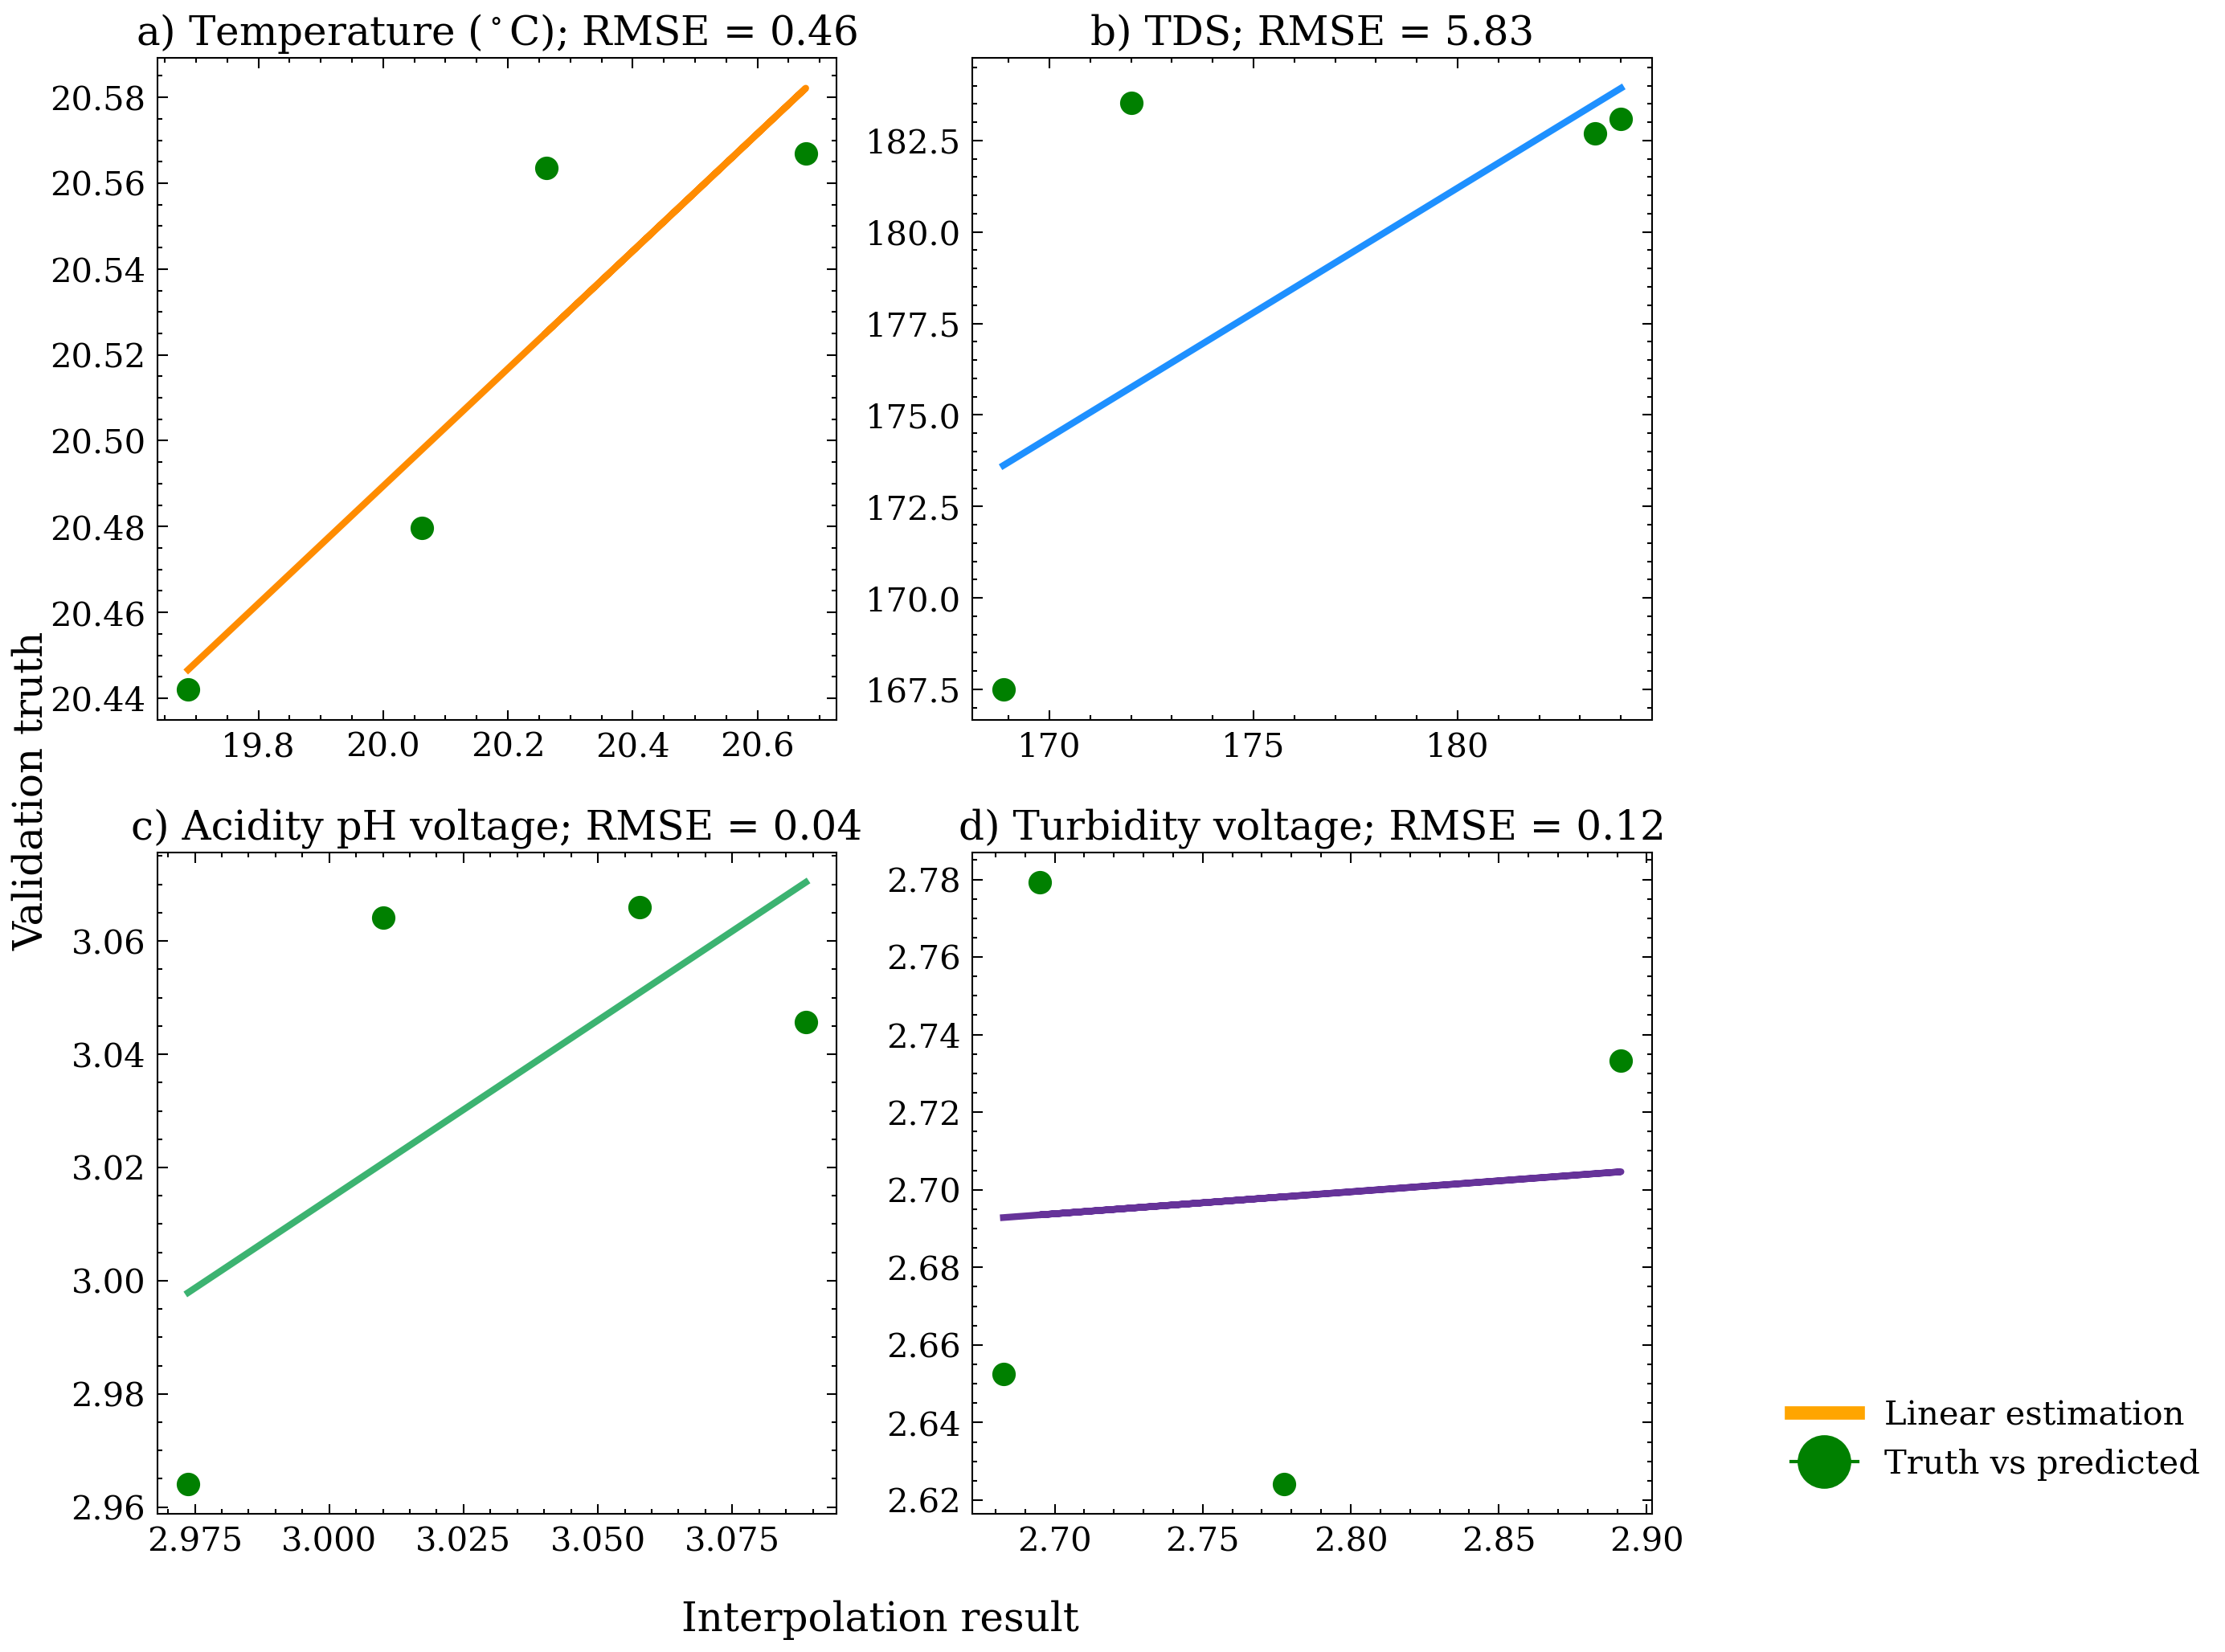 a) Temperature (°C); RMSE = 0.46
20.58
20.56
20.54
20.52
20.50
20.48
20.46
20.44
19.8 20.0 20.2 20.4 20.6
b) TDS; RMSE = 5.83
182.5
180.0
177.5
175.0
172.5
170.0
167.5
170 175 180
Validation truth
c) Acidity pH voltage; RMSE = 0.04
3.06
3.04
3.02
3.00
2.98
2.96
2.975 3.000 3.025 3.050 3.075
d) Turbidity voltage; RMSE = 0.12
2.78
2.76
2.74
2.72
2.70
2.68
2.66
2.64
2.62
2.70 2.75 2.80 2.85 2.90
Linear estimation
Truth vs predicted
Interpolation result